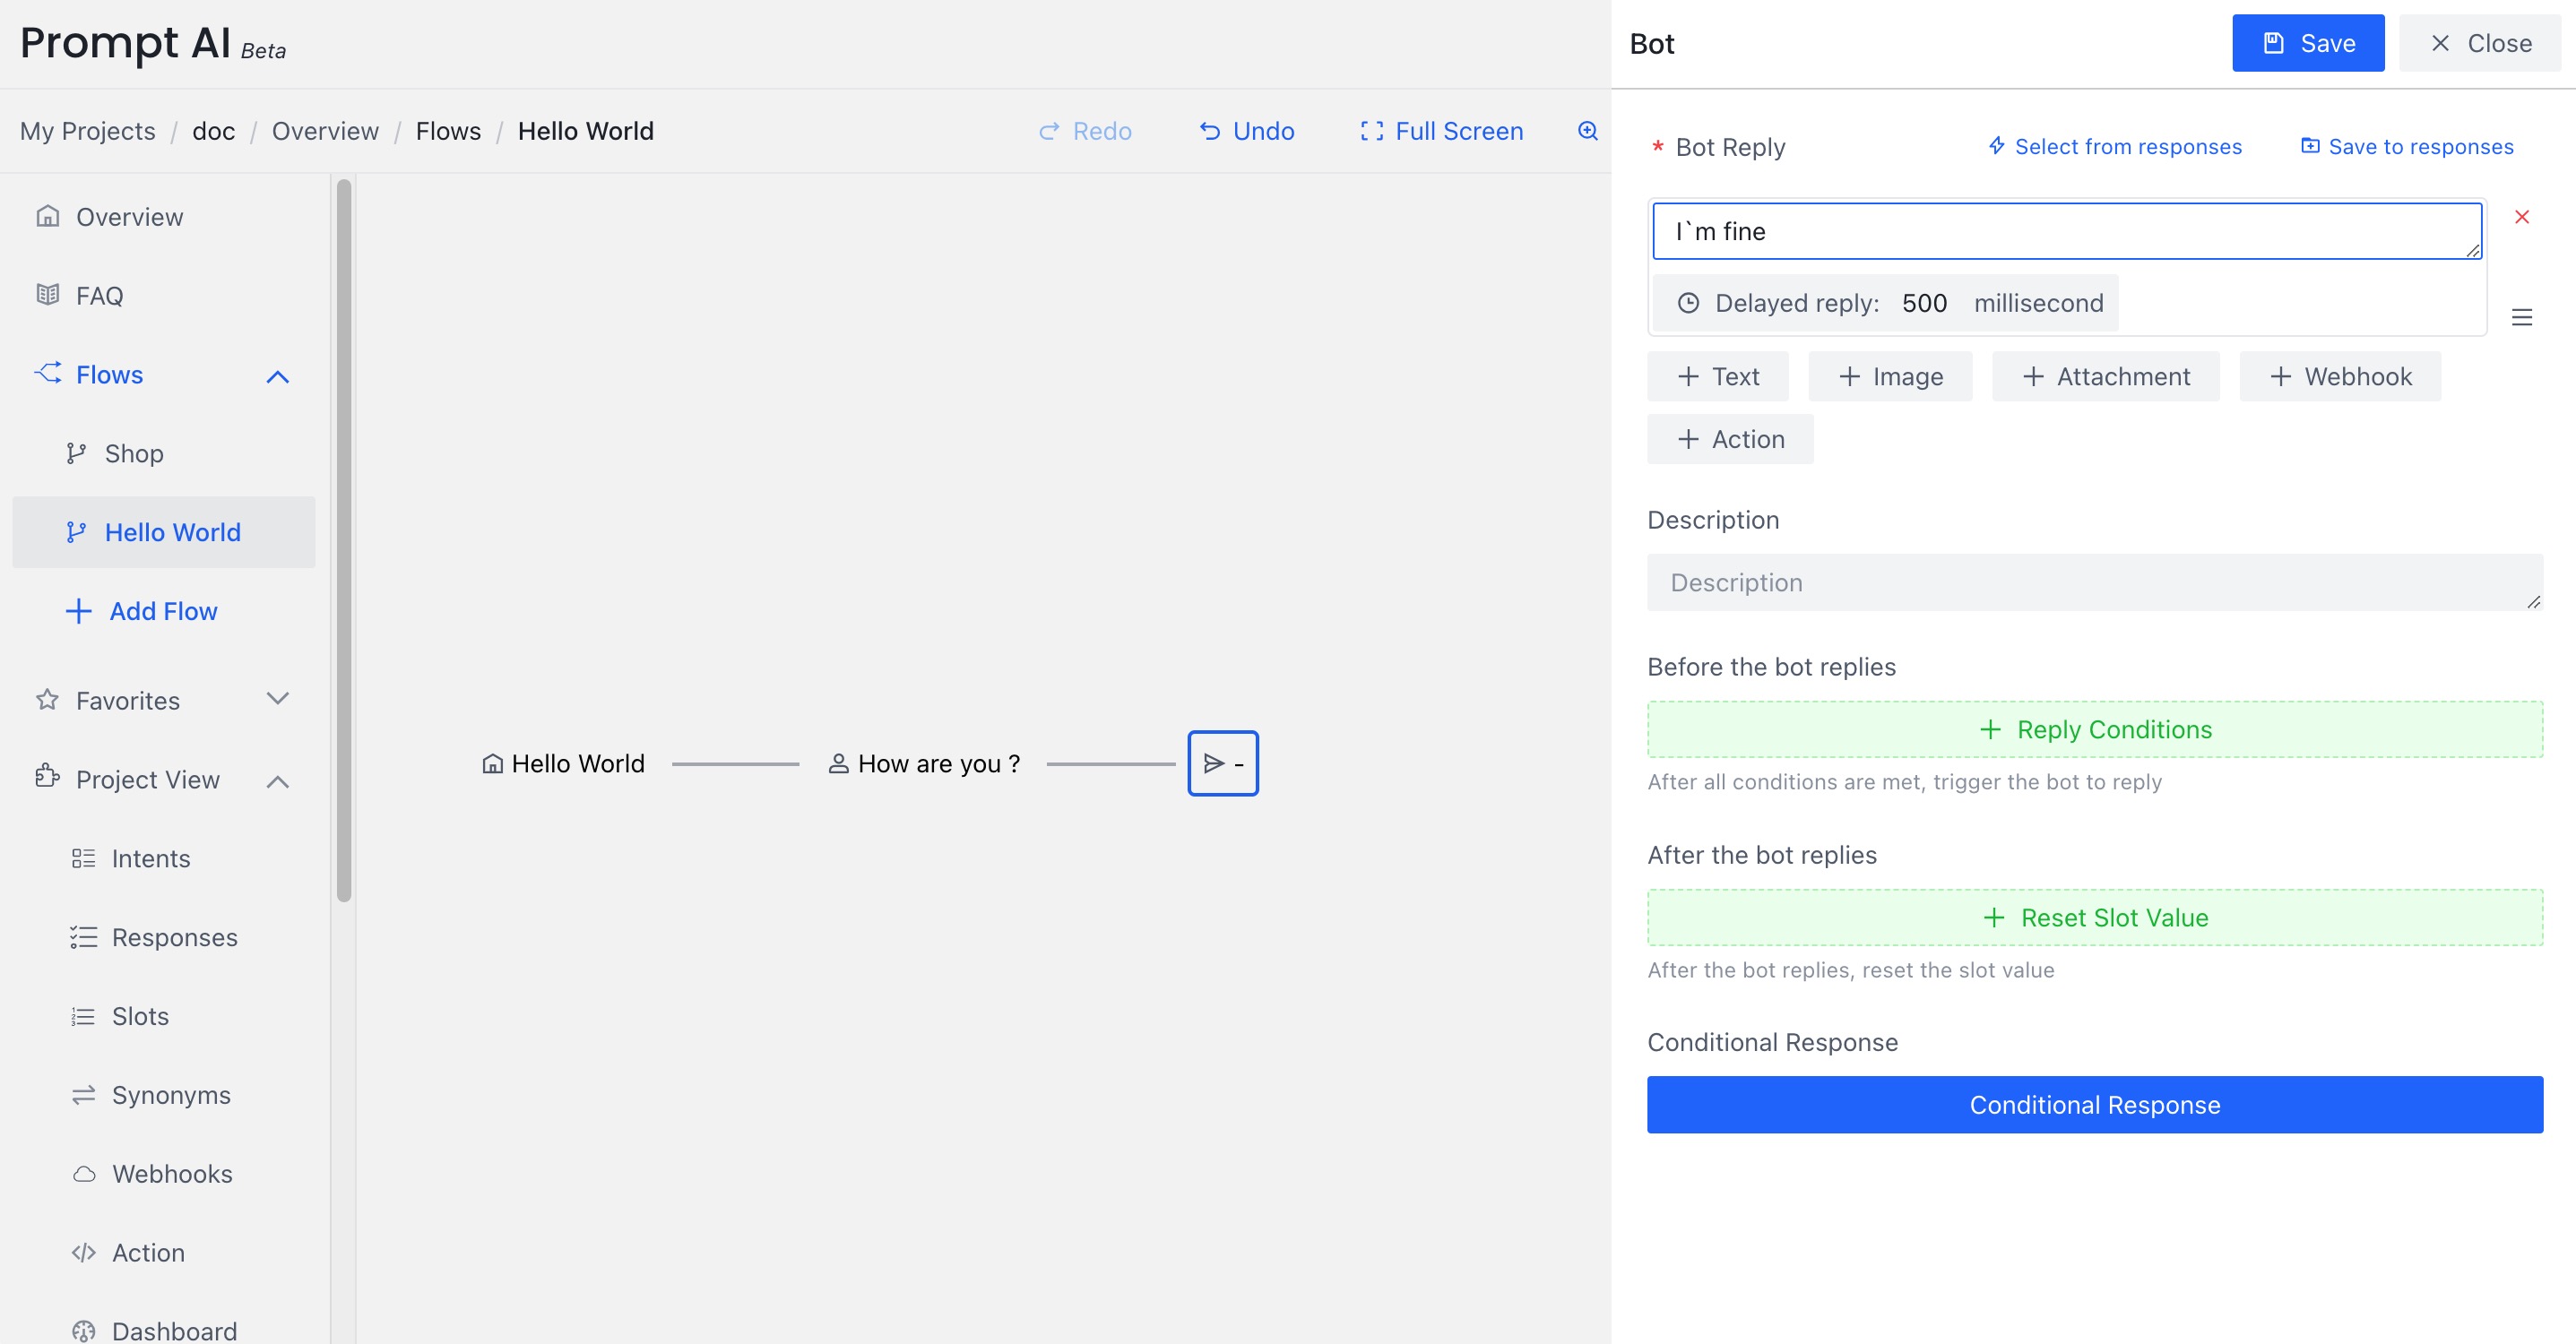 Prompt AI Beta
My Projects / doc / Overview / Flows / Hello World
Redo
Undo
Full Screen
Overview
FAQ
Flows
Shop
Hello World
Add Flow
Favorites
Project View
Intents
Responses
Slots
Synonyms
Webhooks
Action
Dashboard
Hello World
How are you ?
-
Bot
Save
Close
* Bot Reply
Select from responses
Save to responses
I`m fine
Delayed reply: 500 millisecond
+ Text
+ Image
+ Attachment
+ Webhook
+ Action
Description
Description
Before the bot replies
+ Reply Conditions
After all conditions are met, trigger the bot to reply
After the bot replies
+ Reset Slot Value
After the bot replies, reset the slot value
Conditional Response
Conditional Response